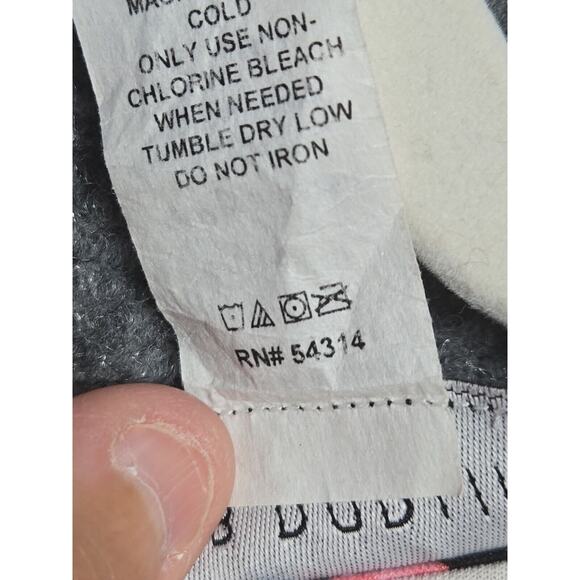 COLD
ONLY USE NON-
CHLORINE BLEACH
WHEN NEEDED
TUMBLE DRY LOW
DO NOT IRON
RN# 54314